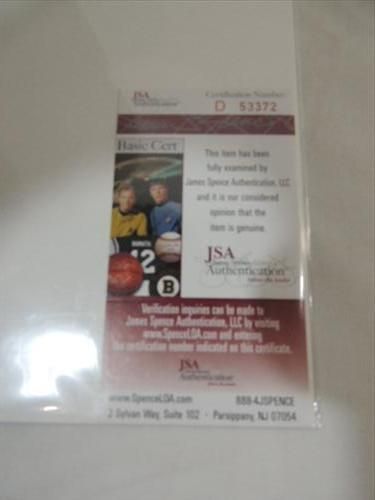 JSA Certification Number:
Authentication D 53372
Basic Cert
This item has been
fully examined by
James Spence Authentication, LLC
and it is our considered
opinion that the
item is genuine.
JSA
Authentication
12
B
Verification inquiries can be made to
James Spence Authentication, LLC by visiting
www.SpenceLOA.com and entering
the certification number indicated on this certificate.
JSA
Authentication
www.SpenceLOA.com 888-4JSPENCE
2 Sylvan Way, Suite 102 · Parsippany, NJ 07054